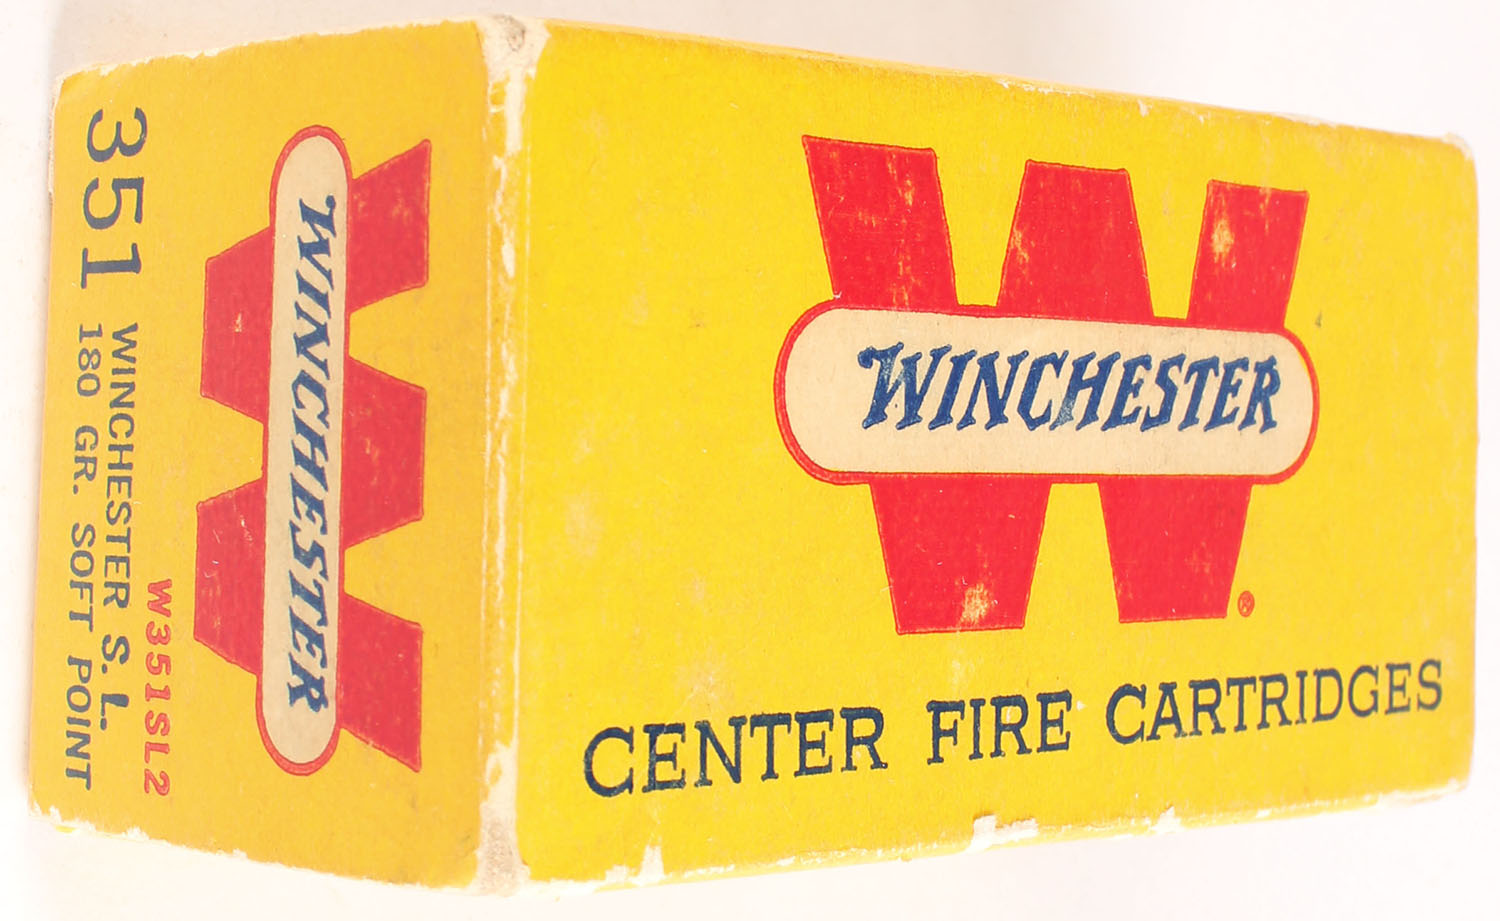 WINCHESTER
®
CENTER FIRE CARTRIDGES
WINCHESTER
W351SL2
351 WINCHESTER S.L.
180 GR. SOFT POINT